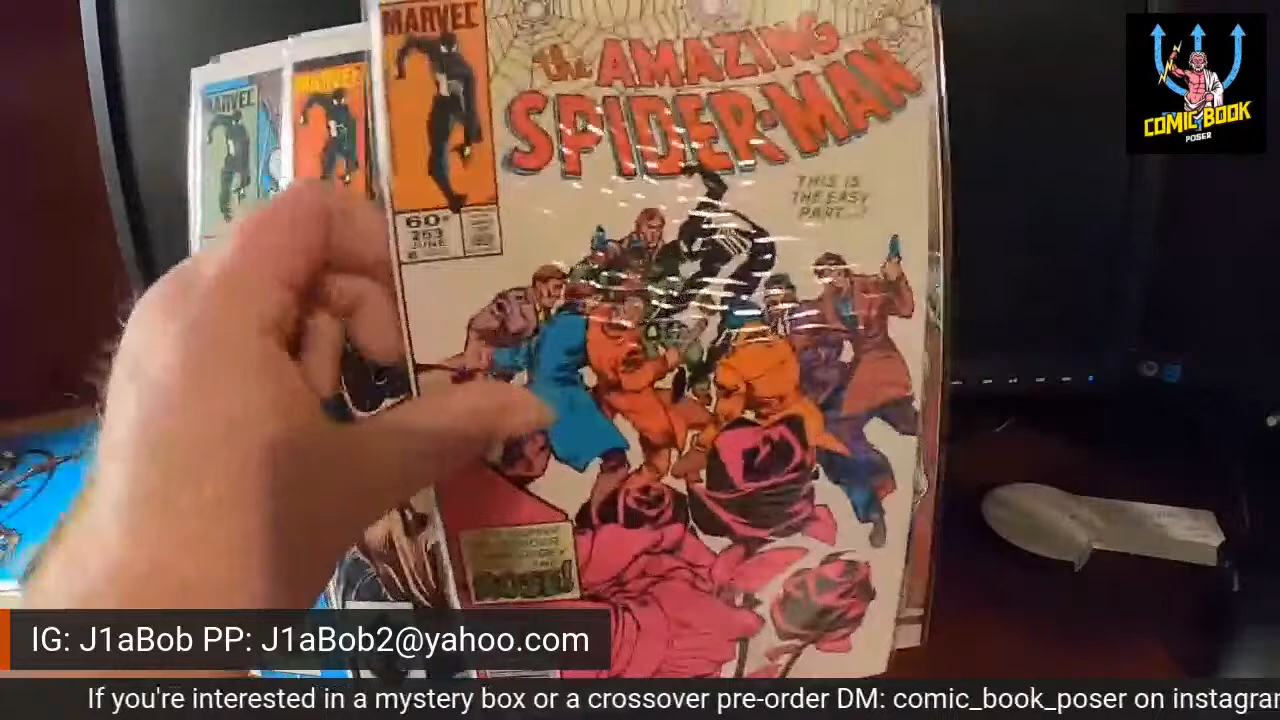 MARVEL
MARVEL
MARVEL
the AMAZING
SPIDER-MAN
THIS IS
THE EASY
PART...!
60¢
253
JUNE
COMIC BOOK
POSER
IG: J1aBob PP: J1aBob2@yahoo.com
If you're interested in a mystery box or a crossover pre-order DM: comic_book_poser on instagram